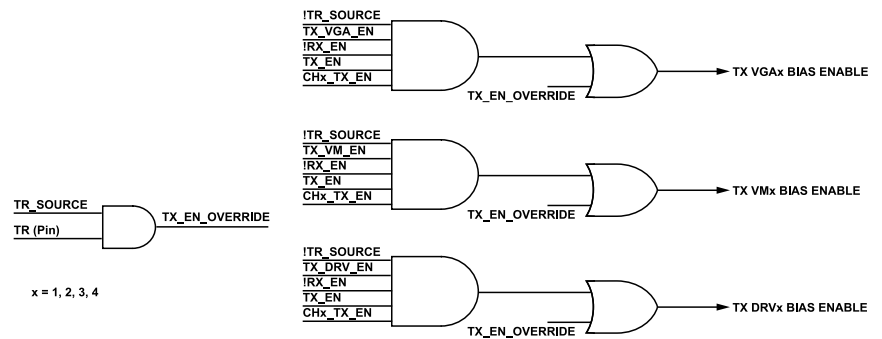 !TR_SOURCE
TX_VGA_EN
!RX_EN
TX_EN
CHx_TX_EN
TX_EN_OVERRIDE
TX VGAx BIAS ENABLE
!TR_SOURCE
TX_VM_EN
!RX_EN
TX_EN
CHx_TX_EN
TX_EN_OVERRIDE
TX VMx BIAS ENABLE
TR_SOURCE
TR (Pin)
TX_EN_OVERRIDE
!TR_SOURCE
TX_DRV_EN
!RX_EN
TX_EN
CHx_TX_EN
TX_EN_OVERRIDE
TX DRVx BIAS ENABLE
x = 1, 2, 3, 4